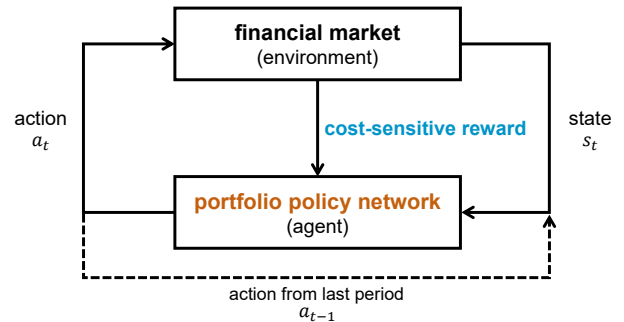 financial market
(environment)
action
a_t
cost-sensitive reward
state
s_t
portfolio policy network
(agent)
action from last period
a_{t-1}